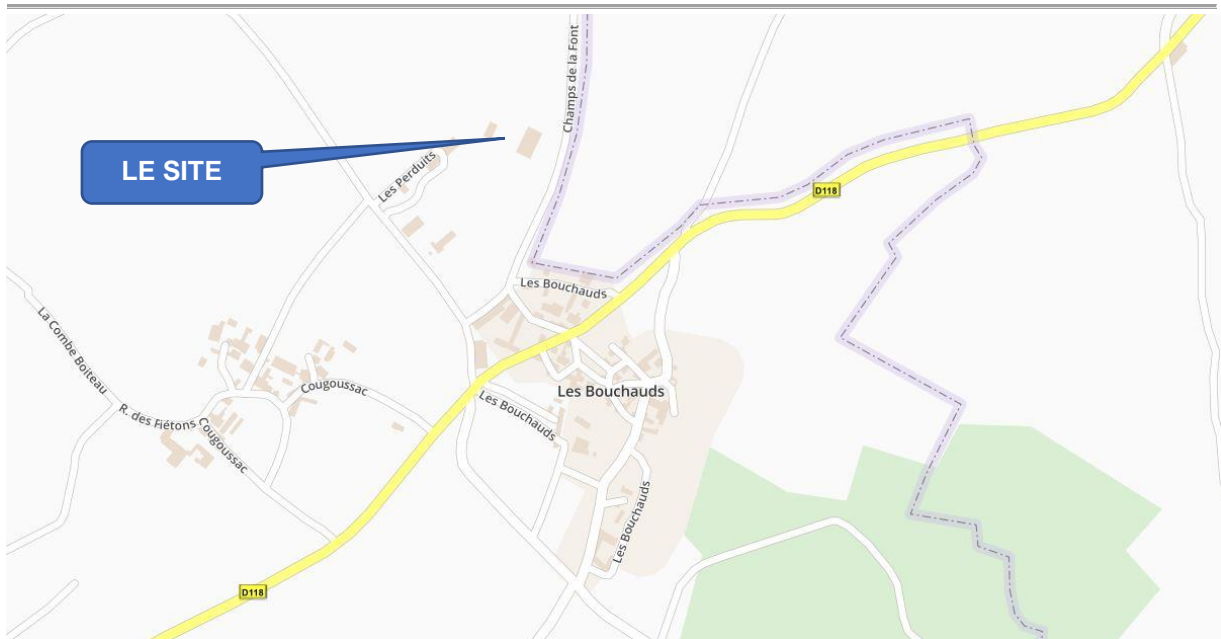 Champs de la Font
LE SITE
Les Perduits
D118
Les Bouchauds
La Combe Boiteau
Cougoussac
Les Bouchauds
R. des Fiétons
Cougoussac
Les Bouchauds
Les Bouchauds
D118